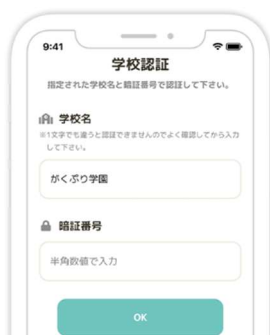 9:41
学校認証
指定された学校名と暗証番号で認証して下さい。
学校名
※1文字でも違うと認証できませんのでよく確認してから入力
して下さい。
がくぷり学園
暗証番号
半角数値で入力
OK